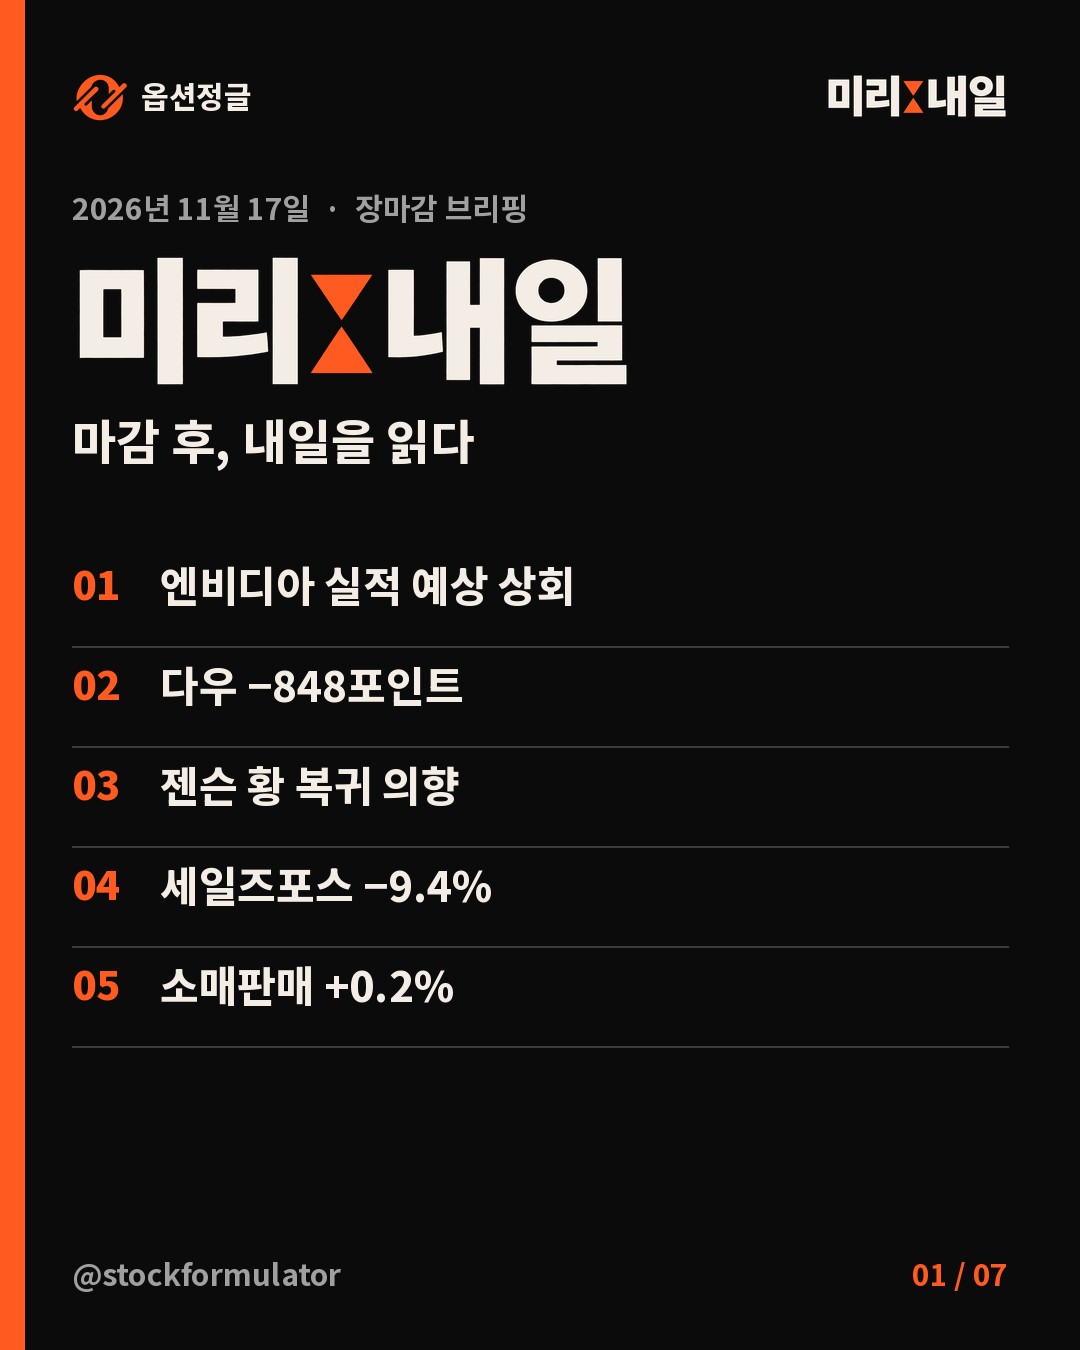 옵션정글
미리내일
2026년 11월 17일 · 장마감 브리핑
미리내일
마감 후, 내일을 읽다
01 엔비디아 실적 예상 상회
02 다우 −848포인트
03 젠슨 황 복귀 의향
04 세일즈포스 −9.4%
05 소매판매 +0.2%
@stockformulator
01 / 07